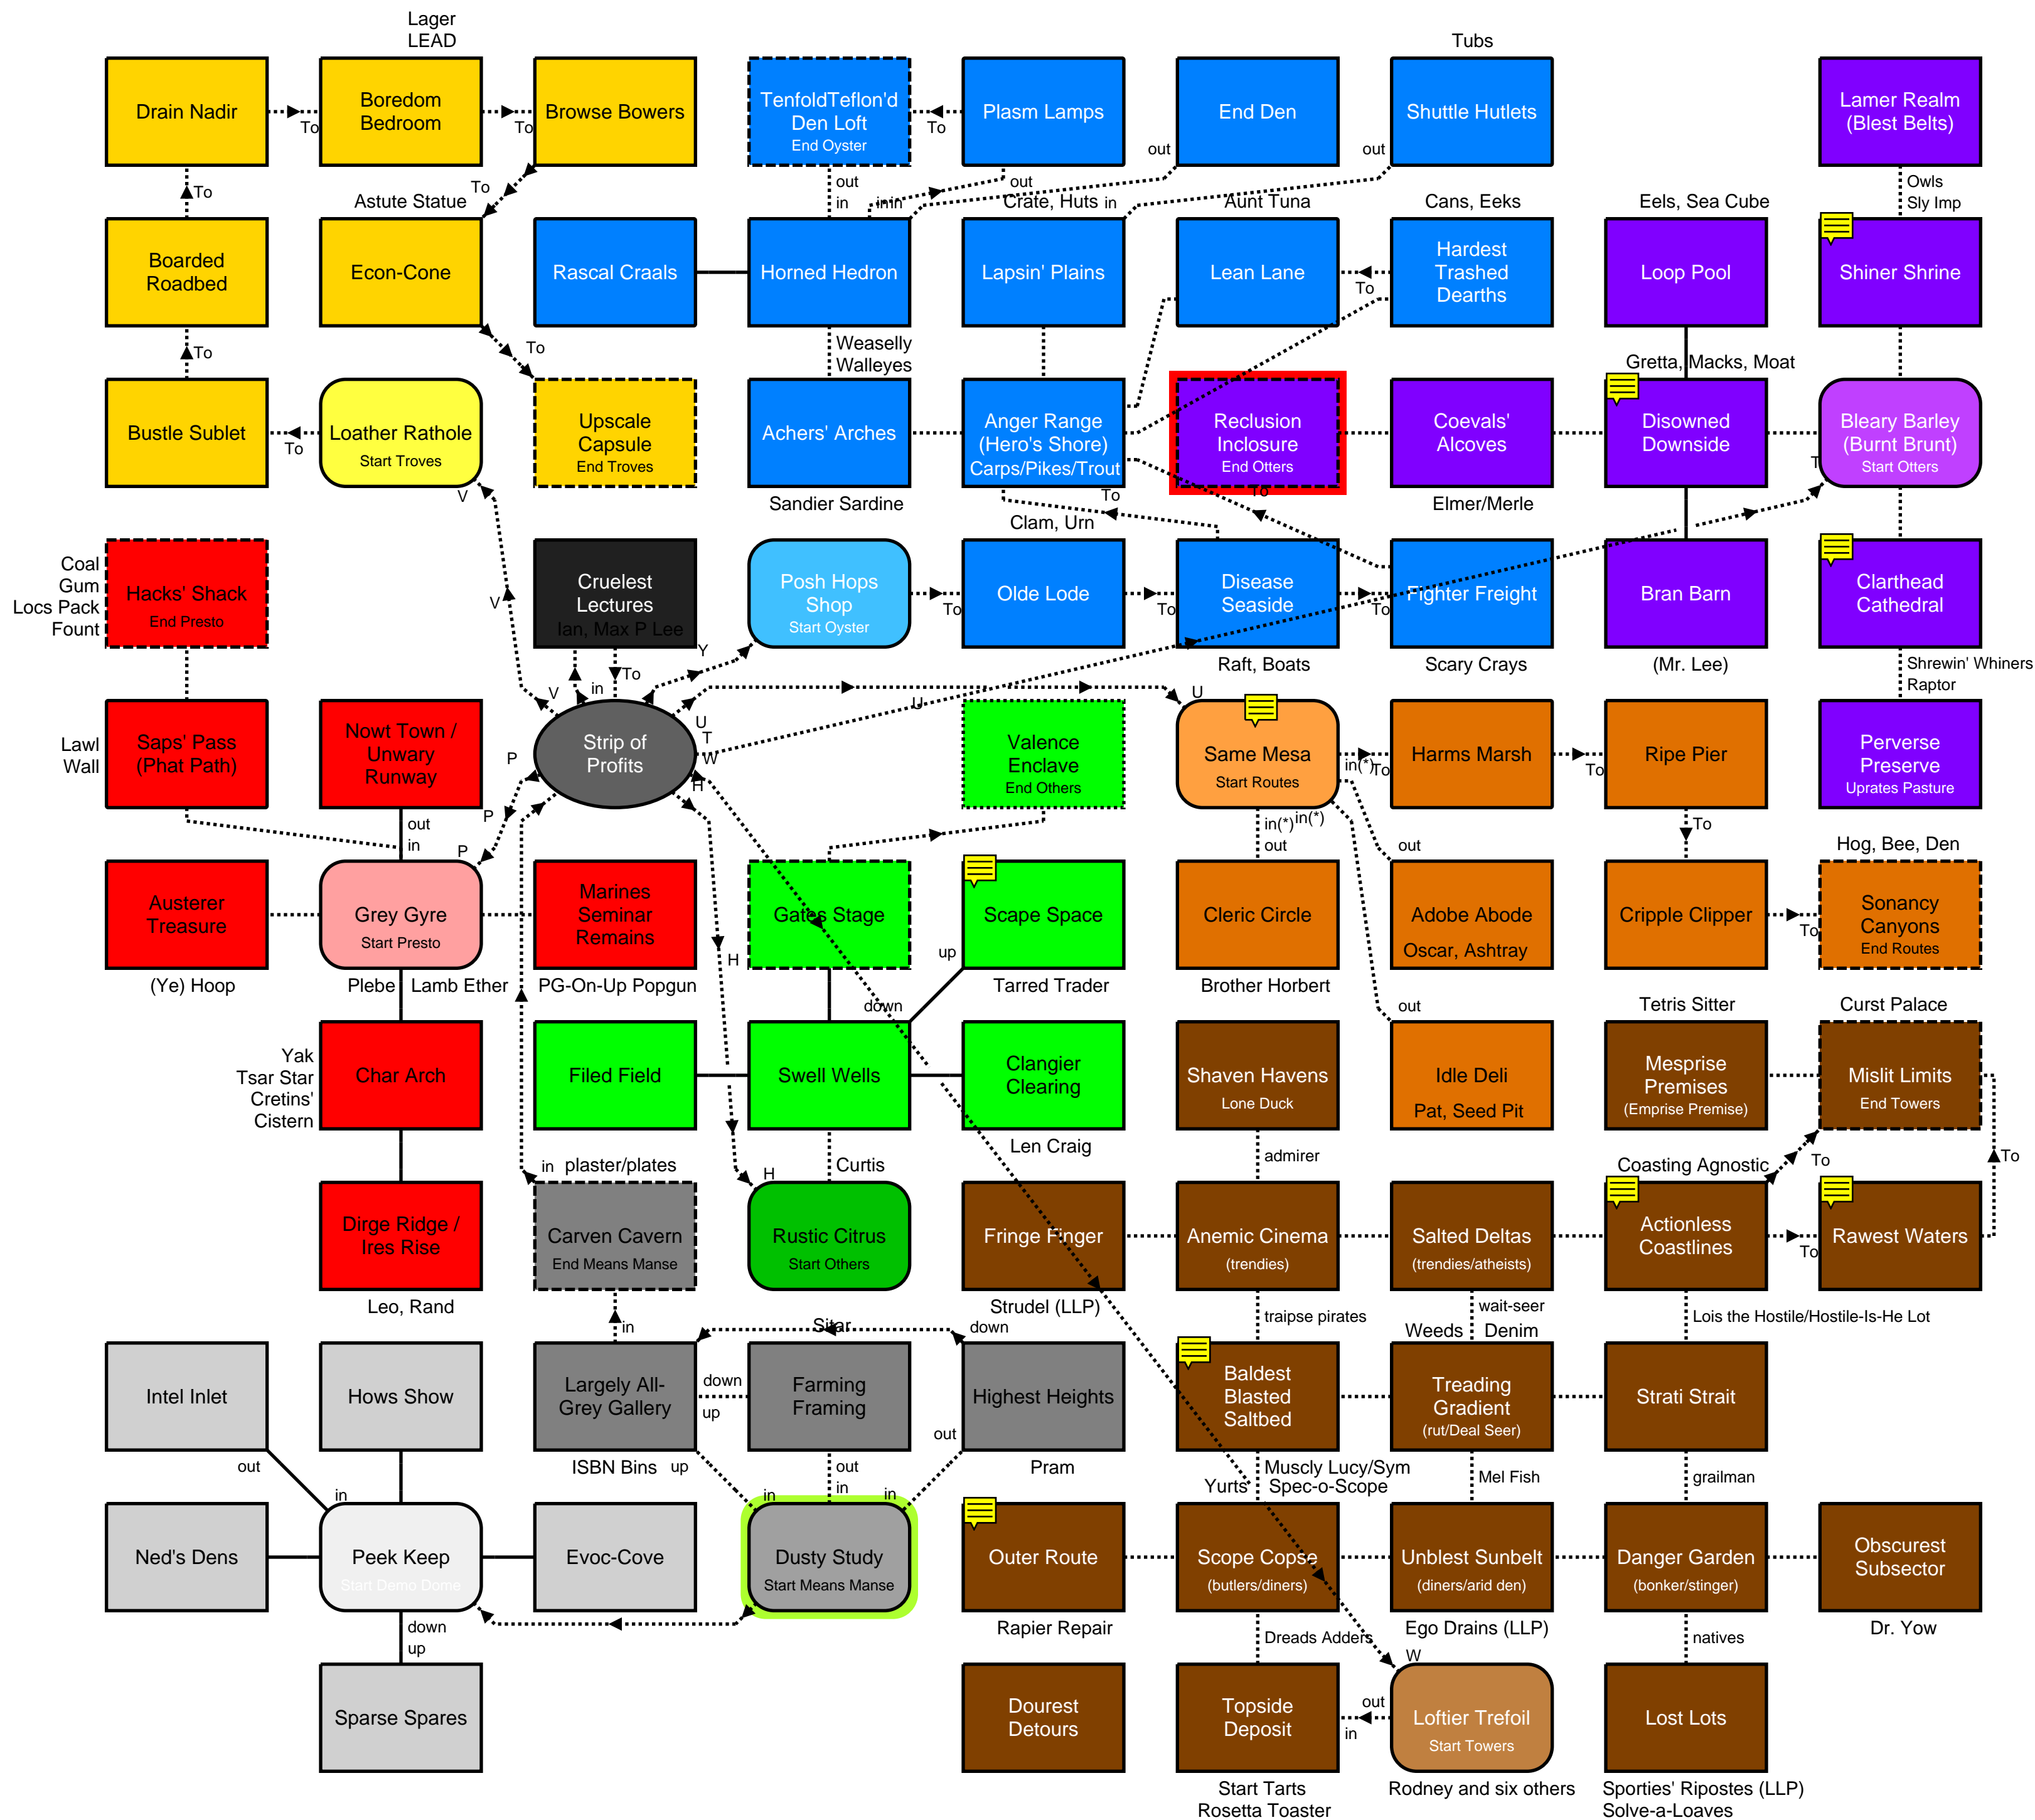 Lager
LEAD
Tubs
Drain Nadir
To
Boredom
Bedroom
To
Browse Bowers
TenfoldTeflon'd
Den Loft
End Oyster
To
Plasm Lamps
End Den
Shuttle Hutlets
Lamer Realm
(Blest Belts)
out
out
To
To
out
in
inin
out
Owls
Sly Imp
Astute Statue
Crate, Huts
in
Aunt Tuna
Cans, Eeks
Eels, Sea Cube
Boarded
Roadbed
Econ-Cone
Rascal Craals
Horned Hedron
Lapsin' Plains
Lean Lane
To
Hardest
Trashed
Dearths
Loop Pool
Shiner Shrine
To
To
Weaselly
Walleyes
Gretta, Macks, Moat
Bustle Sublet
To
Loather Rathole
Start Troves
Upscale
Capsule
End Troves
Achers' Arches
Anger Range
(Hero's Shore)
Carps/Pikes/Trout
Reclusion
Inclosure
End Otters
Coevals'
Alcoves
Disowned
Downside
Bleary Barley
(Burnt Brunt)
Start Otters
T
V
Sandier Sardine
To
To
Elmer/Merle
Clam, Urn
Coal
Gum
Locs Pack
Fount
Hacks' Shack
End Presto
V
Cruelest
Lectures
Ian, Max P Lee
Posh Hops
Shop
Start Oyster
To
Olde Lode
To
Disease
Seaside
To
Fighter Freight
Bran Barn
Clarthead
Cathedral
Y
To
in
V
Raft, Boats
Scary Crays
(Mr. Lee)
Shrewin' Whiners
Raptor
U
U
U
T
W
H
Lawl
Wall
Saps' Pass
(Phat Path)
Nowt Town /
Unwary
Runway
P
Strip of
Profits
Valence
Enclave
End Others
Same Mesa
Start Routes
in(*)
To
Harms Marsh
To
Ripe Pier
Perverse
Preserve
Uprates Pasture
P
out
in
P
in(*)
in(*)
out
out
To
Hog, Bee, Den
Austerer
Treasure
Grey Gyre
Start Presto
Marines
Seminar
Remains
H
Gates Stage
up
Scape Space
Cleric Circle
Adobe Abode
Oscar, Ashtray
Cripple Clipper
To
Sonancy
Canyons
End Routes
(Ye) Hoop
Plebe
Lamb Ether
PG-On-Up Popgun
down
Tarred Trader
Brother Horbert
out
Tetris Sitter
Curst Palace
Yak
Tsar Star
Cretins'
Cistern
Char Arch
Filed Field
Swell Wells
Clangier
Clearing
Shaven Havens
Lone Duck
Idle Deli
Pat, Seed Pit
Mesprise
Premises
(Emprise Premise)
Mislit Limits
End Towers
in
plaster/plates
H
Curtis
Len Craig
admirer
Coasting Agnostic
To
To
Dirge Ridge /
Ires Rise
Carven Cavern
End Means Manse
Rustic Citrus
Start Others
Fringe Finger
Anemic Cinema
(trendies)
Salted Deltas
(trendies/atheists)
Actionless
Coastlines
To
Rawest Waters
Leo, Rand
in
Sitar
down
Strudel (LLP)
traipse pirates
wait-seer
Weeds
Denim
Lois the Hostile/Hostile-Is-He Lot
Intel Inlet
Hows Show
Largely All-
Grey Gallery
down
up
Farming
Framing
Highest Heights
Baldest
Blasted
Saltbed
Treading
Gradient
(rut/Deal Seer)
Strati Strait
out
in
ISBN Bins
up
in
out
in
in
out
Pram
Yurts
Muscly Lucy/Sym
Spec-o-Scope
Mel Fish
grailman
Ned's Dens
Peek Keep
Start Demo Dome
Evoc-Cove
Dusty Study
Start Means Manse
Outer Route
Scope Copse
(butlers/diners)
Unblest Sunbelt
(diners/arid den)
Danger Garden
(bonker/stinger)
Obscurest
Subsector
down
up
Rapier Repair
Dreads Adders
Ego Drains (LLP)
W
natives
Dr. Yow
Sparse Spares
Dourest
Detours
Topside
Deposit
out
in
Loftier Trefoil
Start Towers
Lost Lots
Start Tarts
Rosetta Toaster
Rodney and six others
Sporties' Ripostes (LLP)
Solve-a-Loaves